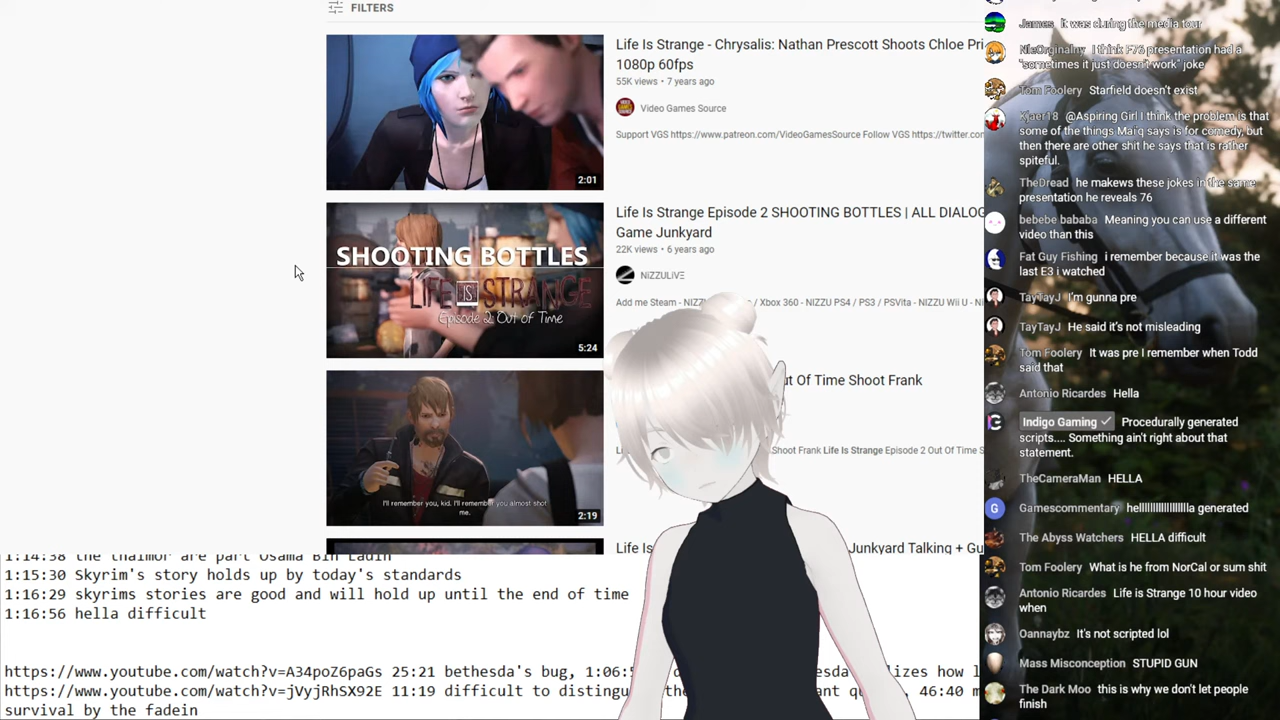 FILTERS
Life Is Strange - Chrysalis: Nathan Prescott Shoots Chloe Pri
1080p 60fps
55K views • 7 years ago
Video Games Source
Support VGS https://www.patreon.com/VideoGamesSource Follow VGS https://twitter.com
2:01
Life Is Strange Episode 2 SHOOTING BOTTLES | ALL DIALOG
Game Junkyard
22K views • 6 years ago
NiZZULiVΞ
SHOOTING BOTTLES
LIFE IS STRANGE
Episode 2: Out of Time
5:24
Add me Steam - NIZZ / Xbox 360 - NIZZU PS4 / PS3 / PSVita - NIZZU Wii U - Ni
ut Of Time Shoot Frank
Shoot Frank Life Is Strange Episode 2 Out Of Time S
I'll remember you, kid. I'll remember you almost shot
me.
2:19
Life Is
Junkyard Talking + Gu
1:14:38 the thalmor are part Osama Bin Ladin
1:15:30 Skyrim's story holds up by today's standards
1:16:29 skyrims stories are good and will hold up until the end of time
1:16:56 hella difficult
https://www.youtube.com/watch?v=A34poZ6paGs 25:21 bethesda's bug,
https://www.youtube.com/watch?v=jVyjRhSX92E 11:19 difficult to distingu
46:40
survival by the fadein
James it was during the media tour
NileOrginalny I think F76 presentation had a
"sometimes it just doesn't work" joke
Tom Foolery Starfield doesn't exist.
Kjaer18 @Aspiring Girl I think the problem is that
some of the things Mai'q says is for comedy, but
then there are other shit he says that is rather
spiteful.
TheDread he makews these jokes in the same
presentation he reveals 76
bebebe bababa Meaning you can use a different
video than this
Fat Guy Fishing i remember because it was the
last E3 i watched
TayTayJ I'm gunna pre
TayTayJ He said it's not misleading
Tom Foolery It was pre I remember when Todd
said that
Antonio Ricardes Hella
Indigo Gaming ✓ Procedurally generated
scripts.... Something ain't right about that
statement.
TheCameraMan HELLA
Gamescommentary helllllllllllllllllla generated
The Abyss Watchers HELLA difficult
Tom Foolery What is he from NorCal or sum shit
Antonio Ricardes Life is Strange 10 hour video
when
Oannaybz It's not scripted lol
Mass Misconception STUPID GUN
The Dark Moo this is why we don't let people
finish